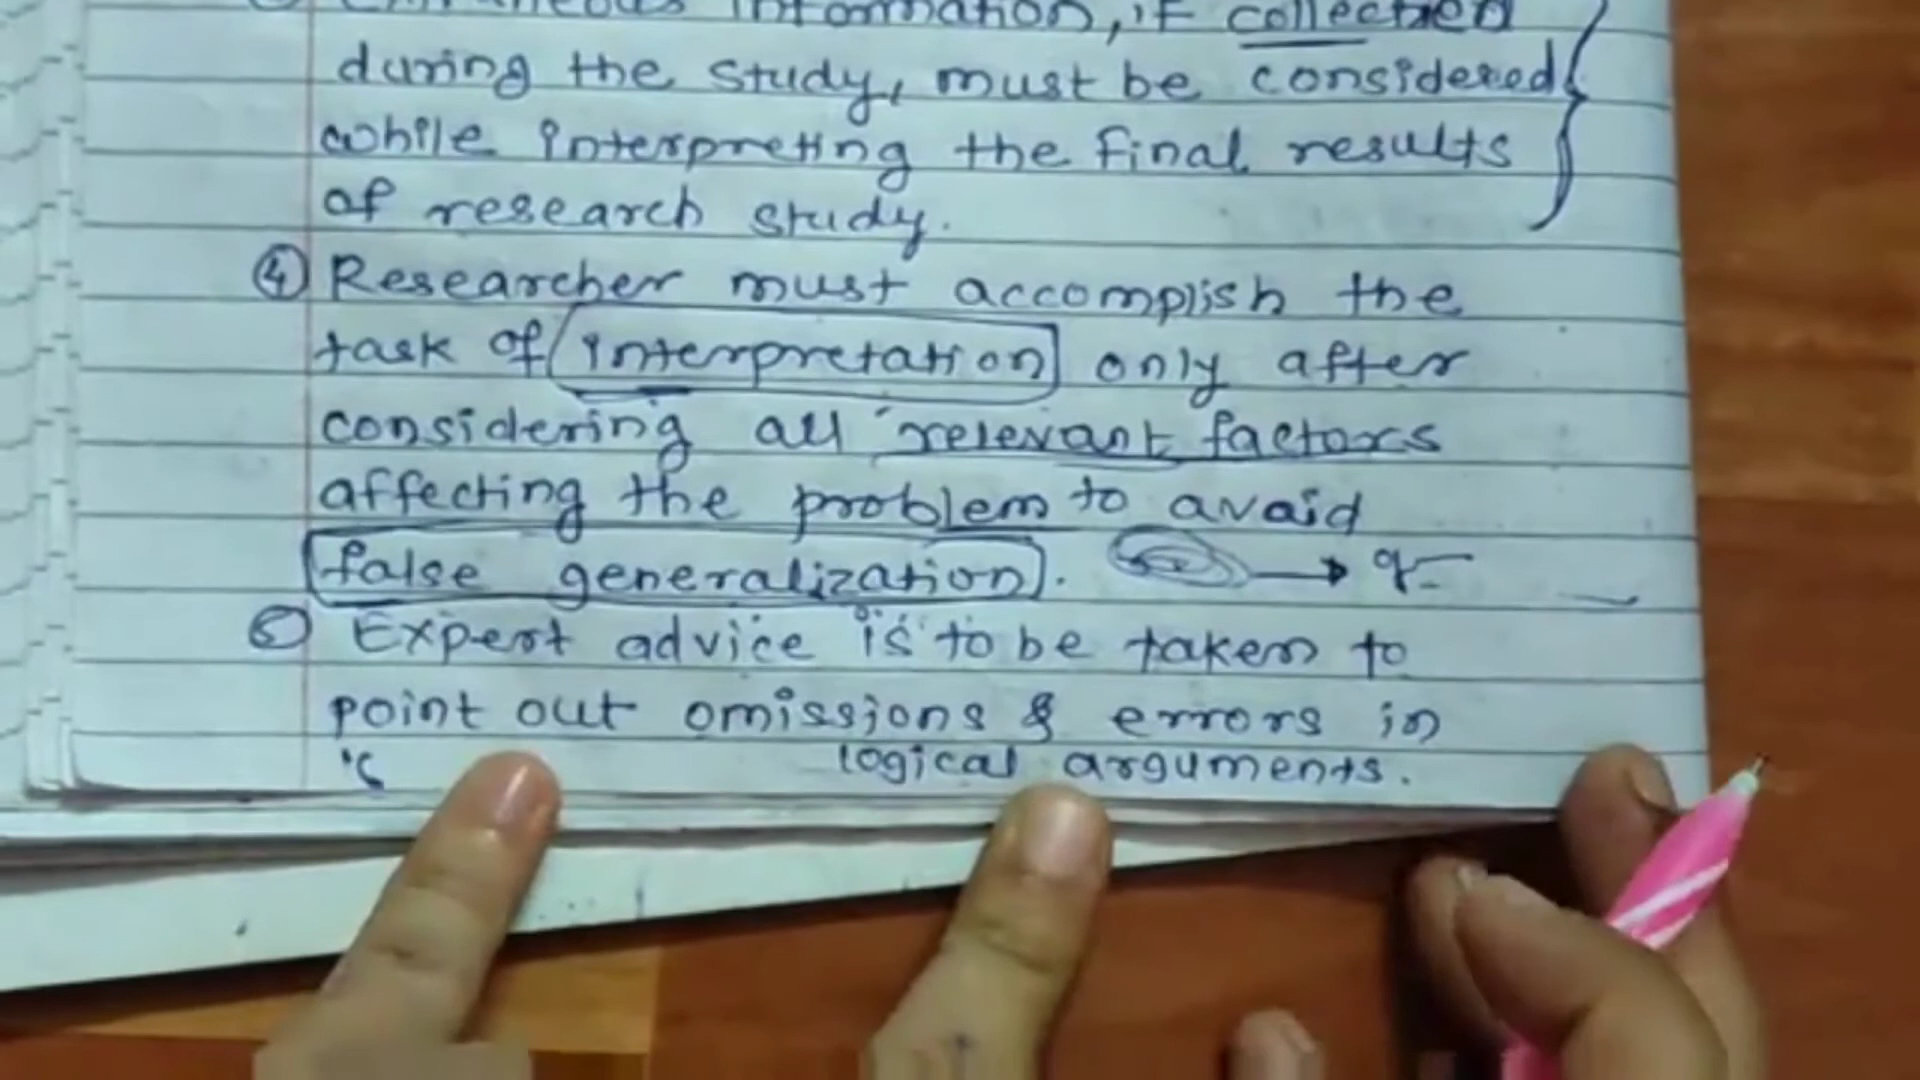 information, if collected
during the study, must be considered
while interpreting the final results
of research study.
④ Researcher must accomplish the
task of interpretation only after
considering all relevant factors
affecting the problem to avaid
false generalization.
⑤ Expert advice is to be taken to
point out omissions & errors in
logical arguments.